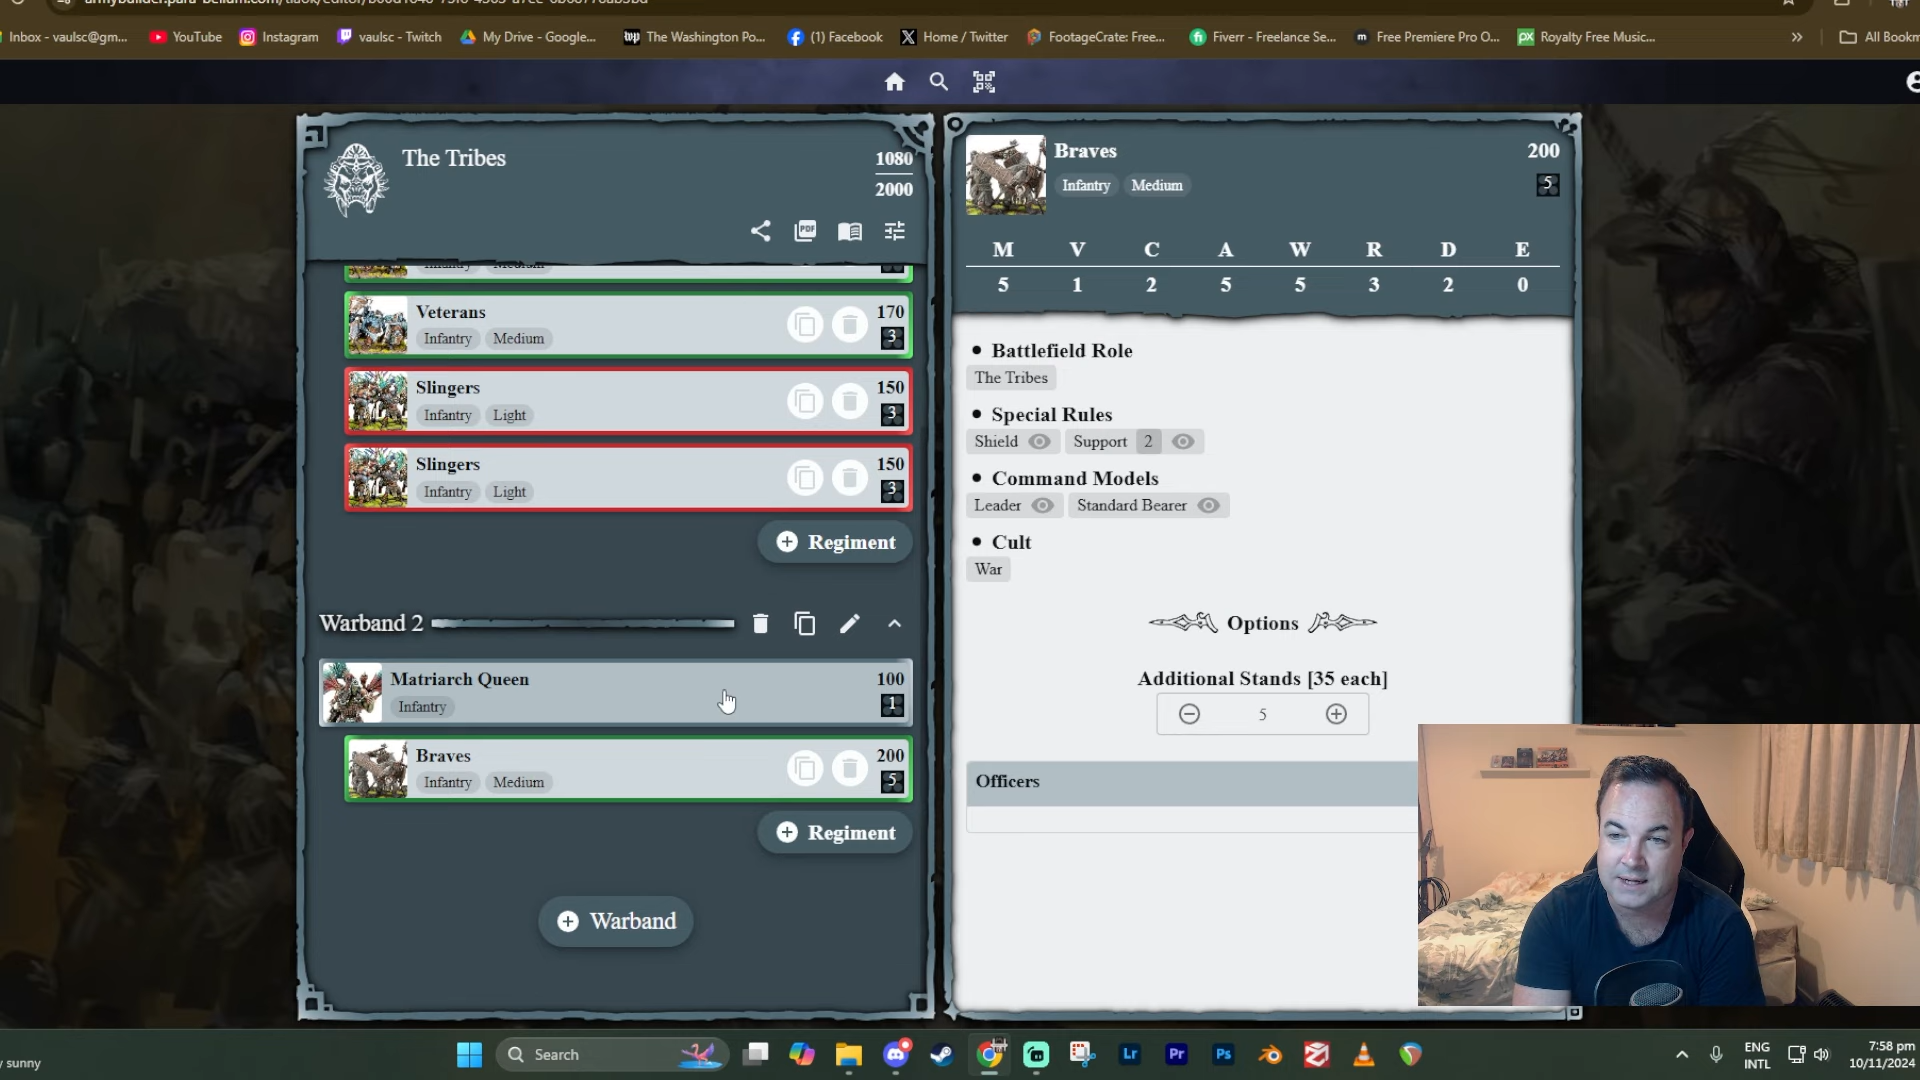 Inbox - vaulsc@gm...
YouTube
Instagram
vaulsc - Twitch
My Drive - Google...
The Washington Po...
(1) Facebook
Home / Twitter
FootageCrate: Free...
Fiverr - Freelance Se...
Free Premiere Pro O...
Royalty Free Music...
»
All Bookm
The Tribes
1080
2000
PDF
Veterans
170
Infantry
Medium
3
Slingers
150
Infantry
Light
3
Slingers
150
Infantry
Light
3
Regiment
Warband 2
Matriarch Queen
100
Infantry
1
Braves
200
Infantry
Medium
5
Regiment
Warband
Braves
200
Infantry
Medium
5
M V C A W R D E
5 1 2 5 5 3 2 0
Battlefield Role
The Tribes
Special Rules
Shield
Support 2
Command Models
Leader
Standard Bearer
Cult
War
Options
Additional Stands [35 each]
5
Officers
y sunny
Search
Lr
Pr
Ps
ENG
INTL
7:58 pm
10/11/2024